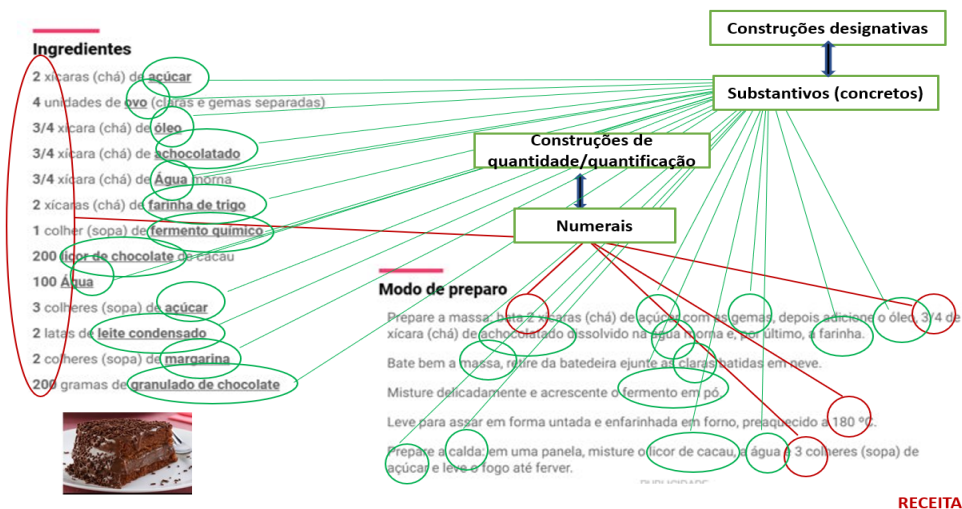 Construções designativas
Substantivos (concretos)
Construções de
quantidade/quantificação
Numerais
Ingredientes
2 xícaras (chá) de açúcar
4 unidades de ovo (claras e gemas separadas)
3/4 xícara (chá) de óleo
3/4 xícara (chá) de achocolatado
3/4 xícara (chá) de Água morna
2 xícaras (chá) de farinha de trigo
1 colher (sopa) de fermento químico
200 licor de chocolate de cacau
100 Água
3 colheres (sopa) de açúcar
2 latas de leite condensado
2 colheres (sopa) de margarina
200 gramas de granulado de chocolate
Modo de preparo
Prepare a massa, bata 2 xícaras (chá) de açúcar com as gemas, depois adicione o óleo, 3/4 de
xícara (chá) de achocolatado dissolvido na água morna e, por último, a farinha.
Bate bem a massa, retire da batedeira ejunte as claras batidas em neve.
Misture delicadamente e acrescente o fermento em pó.
Leve para assar em forma untada e enfarinhada em forno, preaquecido a 180 ºC.
Prepare a calda: em uma panela, misture o licor de cacau, a água e 3 colheres (sopa) de
açúcar e leve o fogo até ferver.
RECEITA